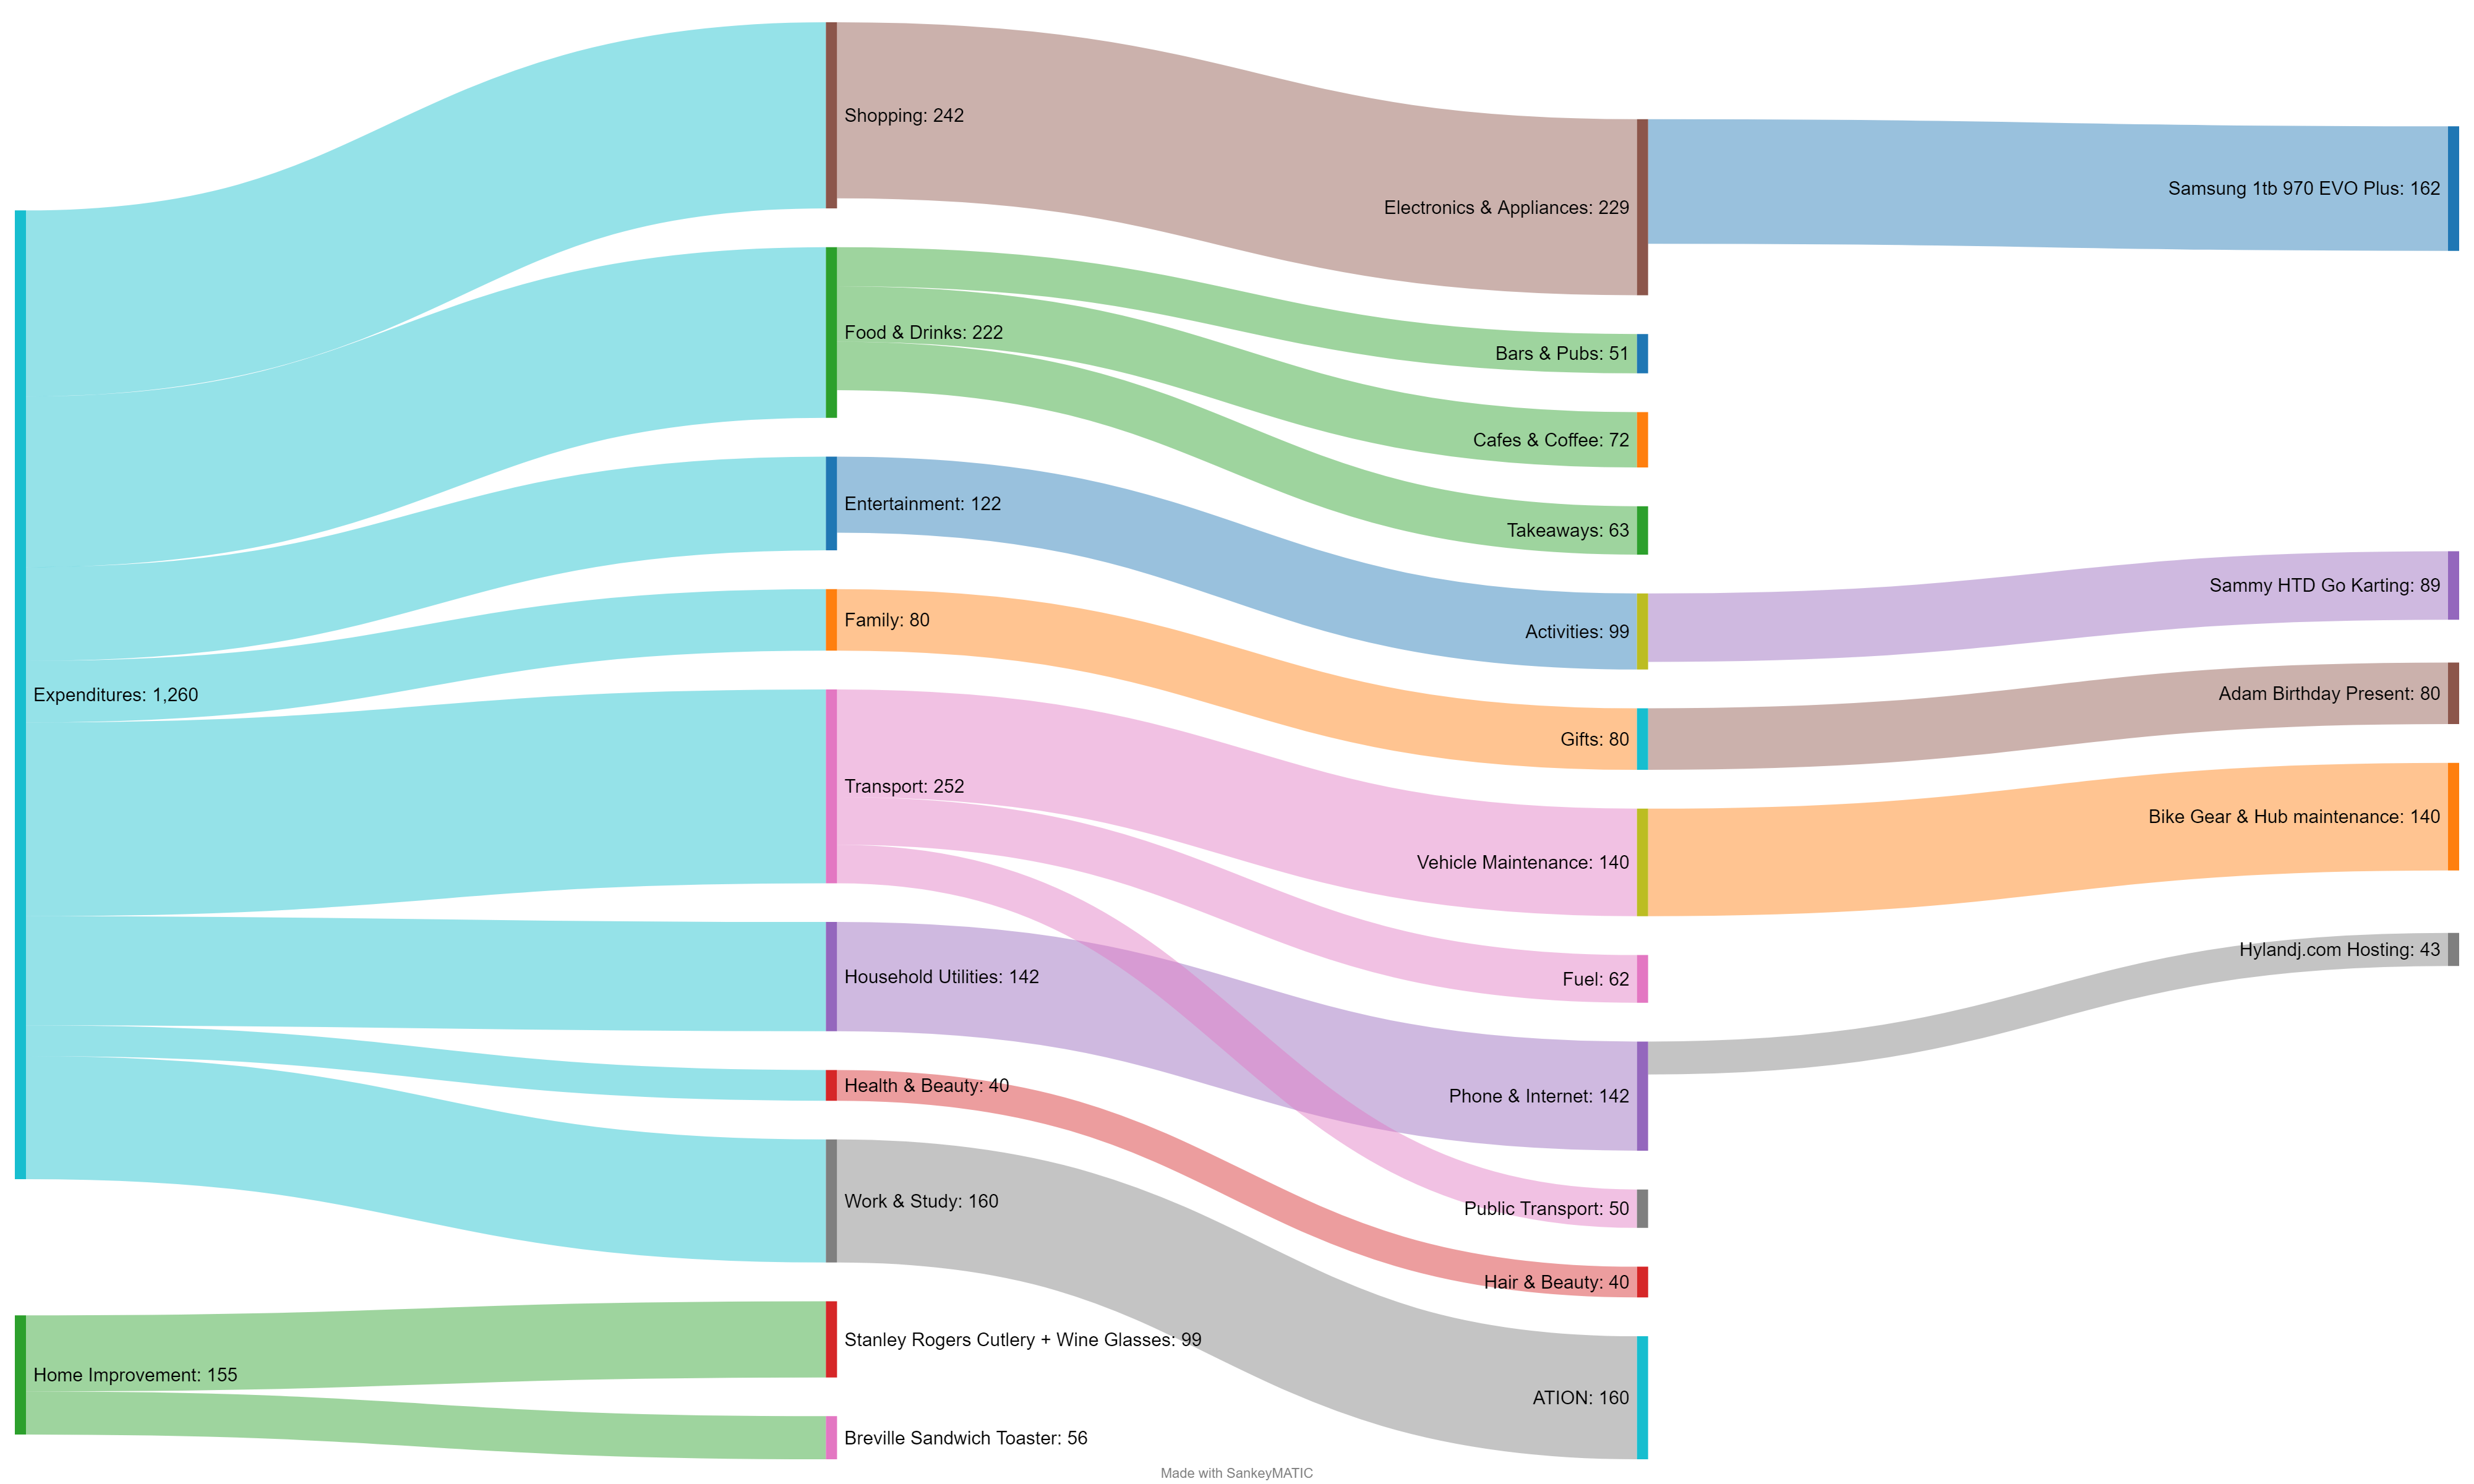 Shopping: 242
Electronics & Appliances: 229
Samsung 1tb 970 EVO Plus: 162
Food & Drinks: 222
Bars & Pubs: 51
Cafes & Coffee: 72
Entertainment: 122
Takeaways: 63
Sammy HTD Go Karting: 89
Family: 80
Activities: 99
Expenditures: 1,260
Adam Birthday Present: 80
Gifts: 80
Transport: 252
Bike Gear & Hub maintenance: 140
Vehicle Maintenance: 140
Hylandj.com Hosting: 43
Household Utilities: 142
Fuel: 62
Health & Beauty: 40
Phone & Internet: 142
Work & Study: 160
Public Transport: 50
Hair & Beauty: 40
Stanley Rogers Cutlery + Wine Glasses: 99
Home Improvement: 155
ATION: 160
Breville Sandwich Toaster: 56
Made with SankeyMATIC